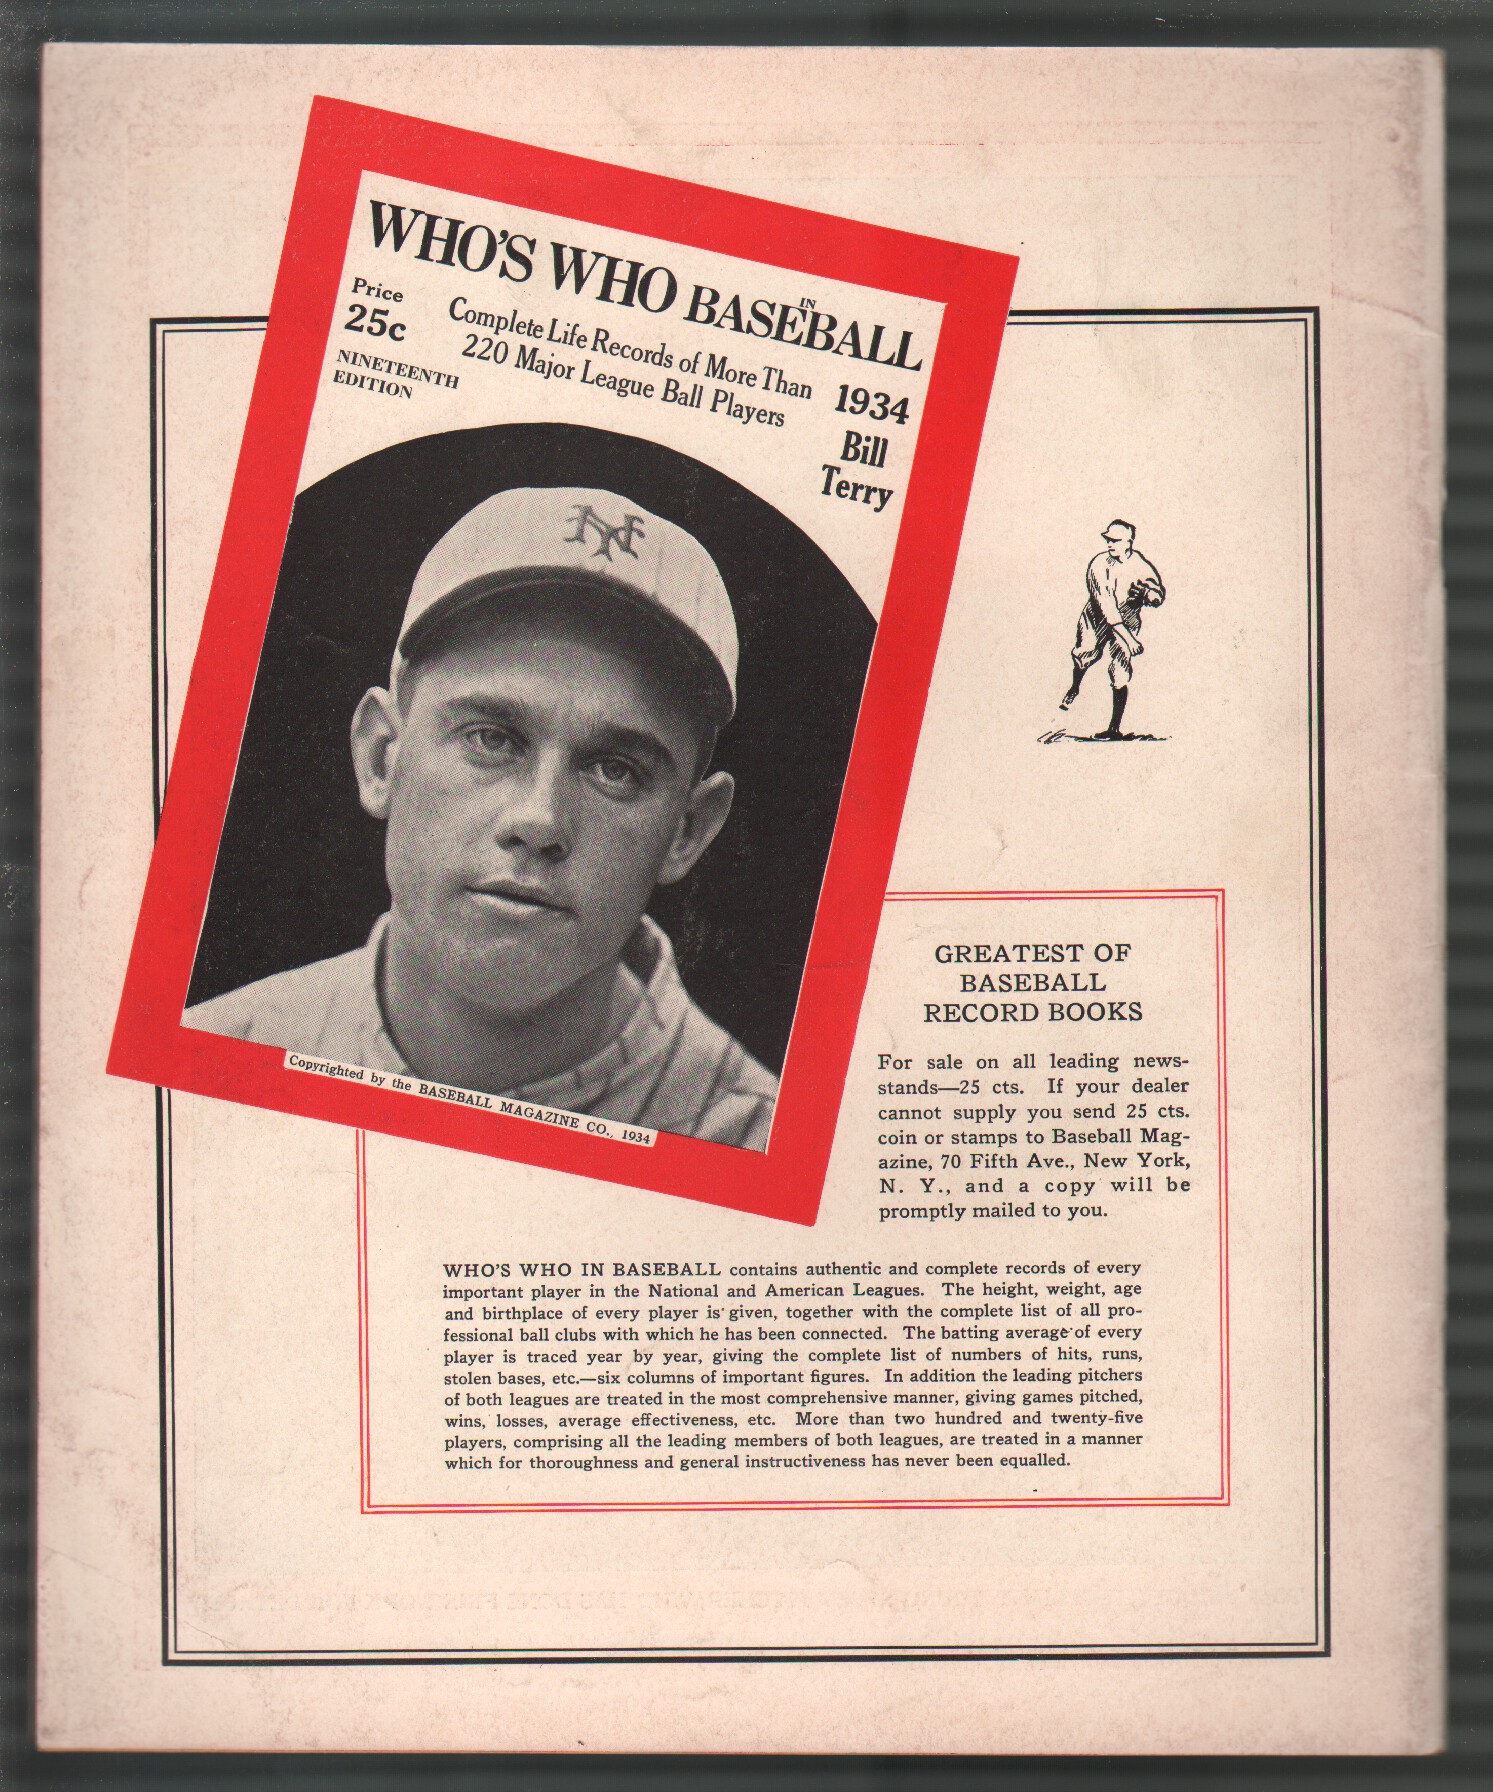 WHO'S WHO IN BASEBALL
Price
25c
NINETEENTH
EDITION
Complete Life Records of More Than
220 Major League Ball Players
1934
Bill
Terry
NY
Copyrighted by the BASEBALL MAGAZINE CO., 1934
GREATEST OF
BASEBALL
RECORD BOOKS
For sale on all leading news-
stands—25 cts. If your dealer
cannot supply you send 25 cts.
coin or stamps to Baseball Mag-
azine, 70 Fifth Ave., New York,
N. Y., and a copy will be
promptly mailed to you.
WHO'S WHO IN BASEBALL contains authentic and complete records of every
important player in the National and American Leagues. The height, weight, age
and birthplace of every player is given, together with the complete list of all pro-
fessional ball clubs with which he has been connected. The batting average of every
player is traced year by year, giving the complete list of numbers of hits, runs,
stolen bases, etc.—six columns of important figures. In addition the leading pitchers
of both leagues are treated in the most comprehensive manner, giving games pitched,
wins, losses, average effectiveness, etc. More than two hundred and twenty-five
players, comprising all the leading members of both leagues, are treated in a manner
which for thoroughness and general instructiveness has never been equalled.